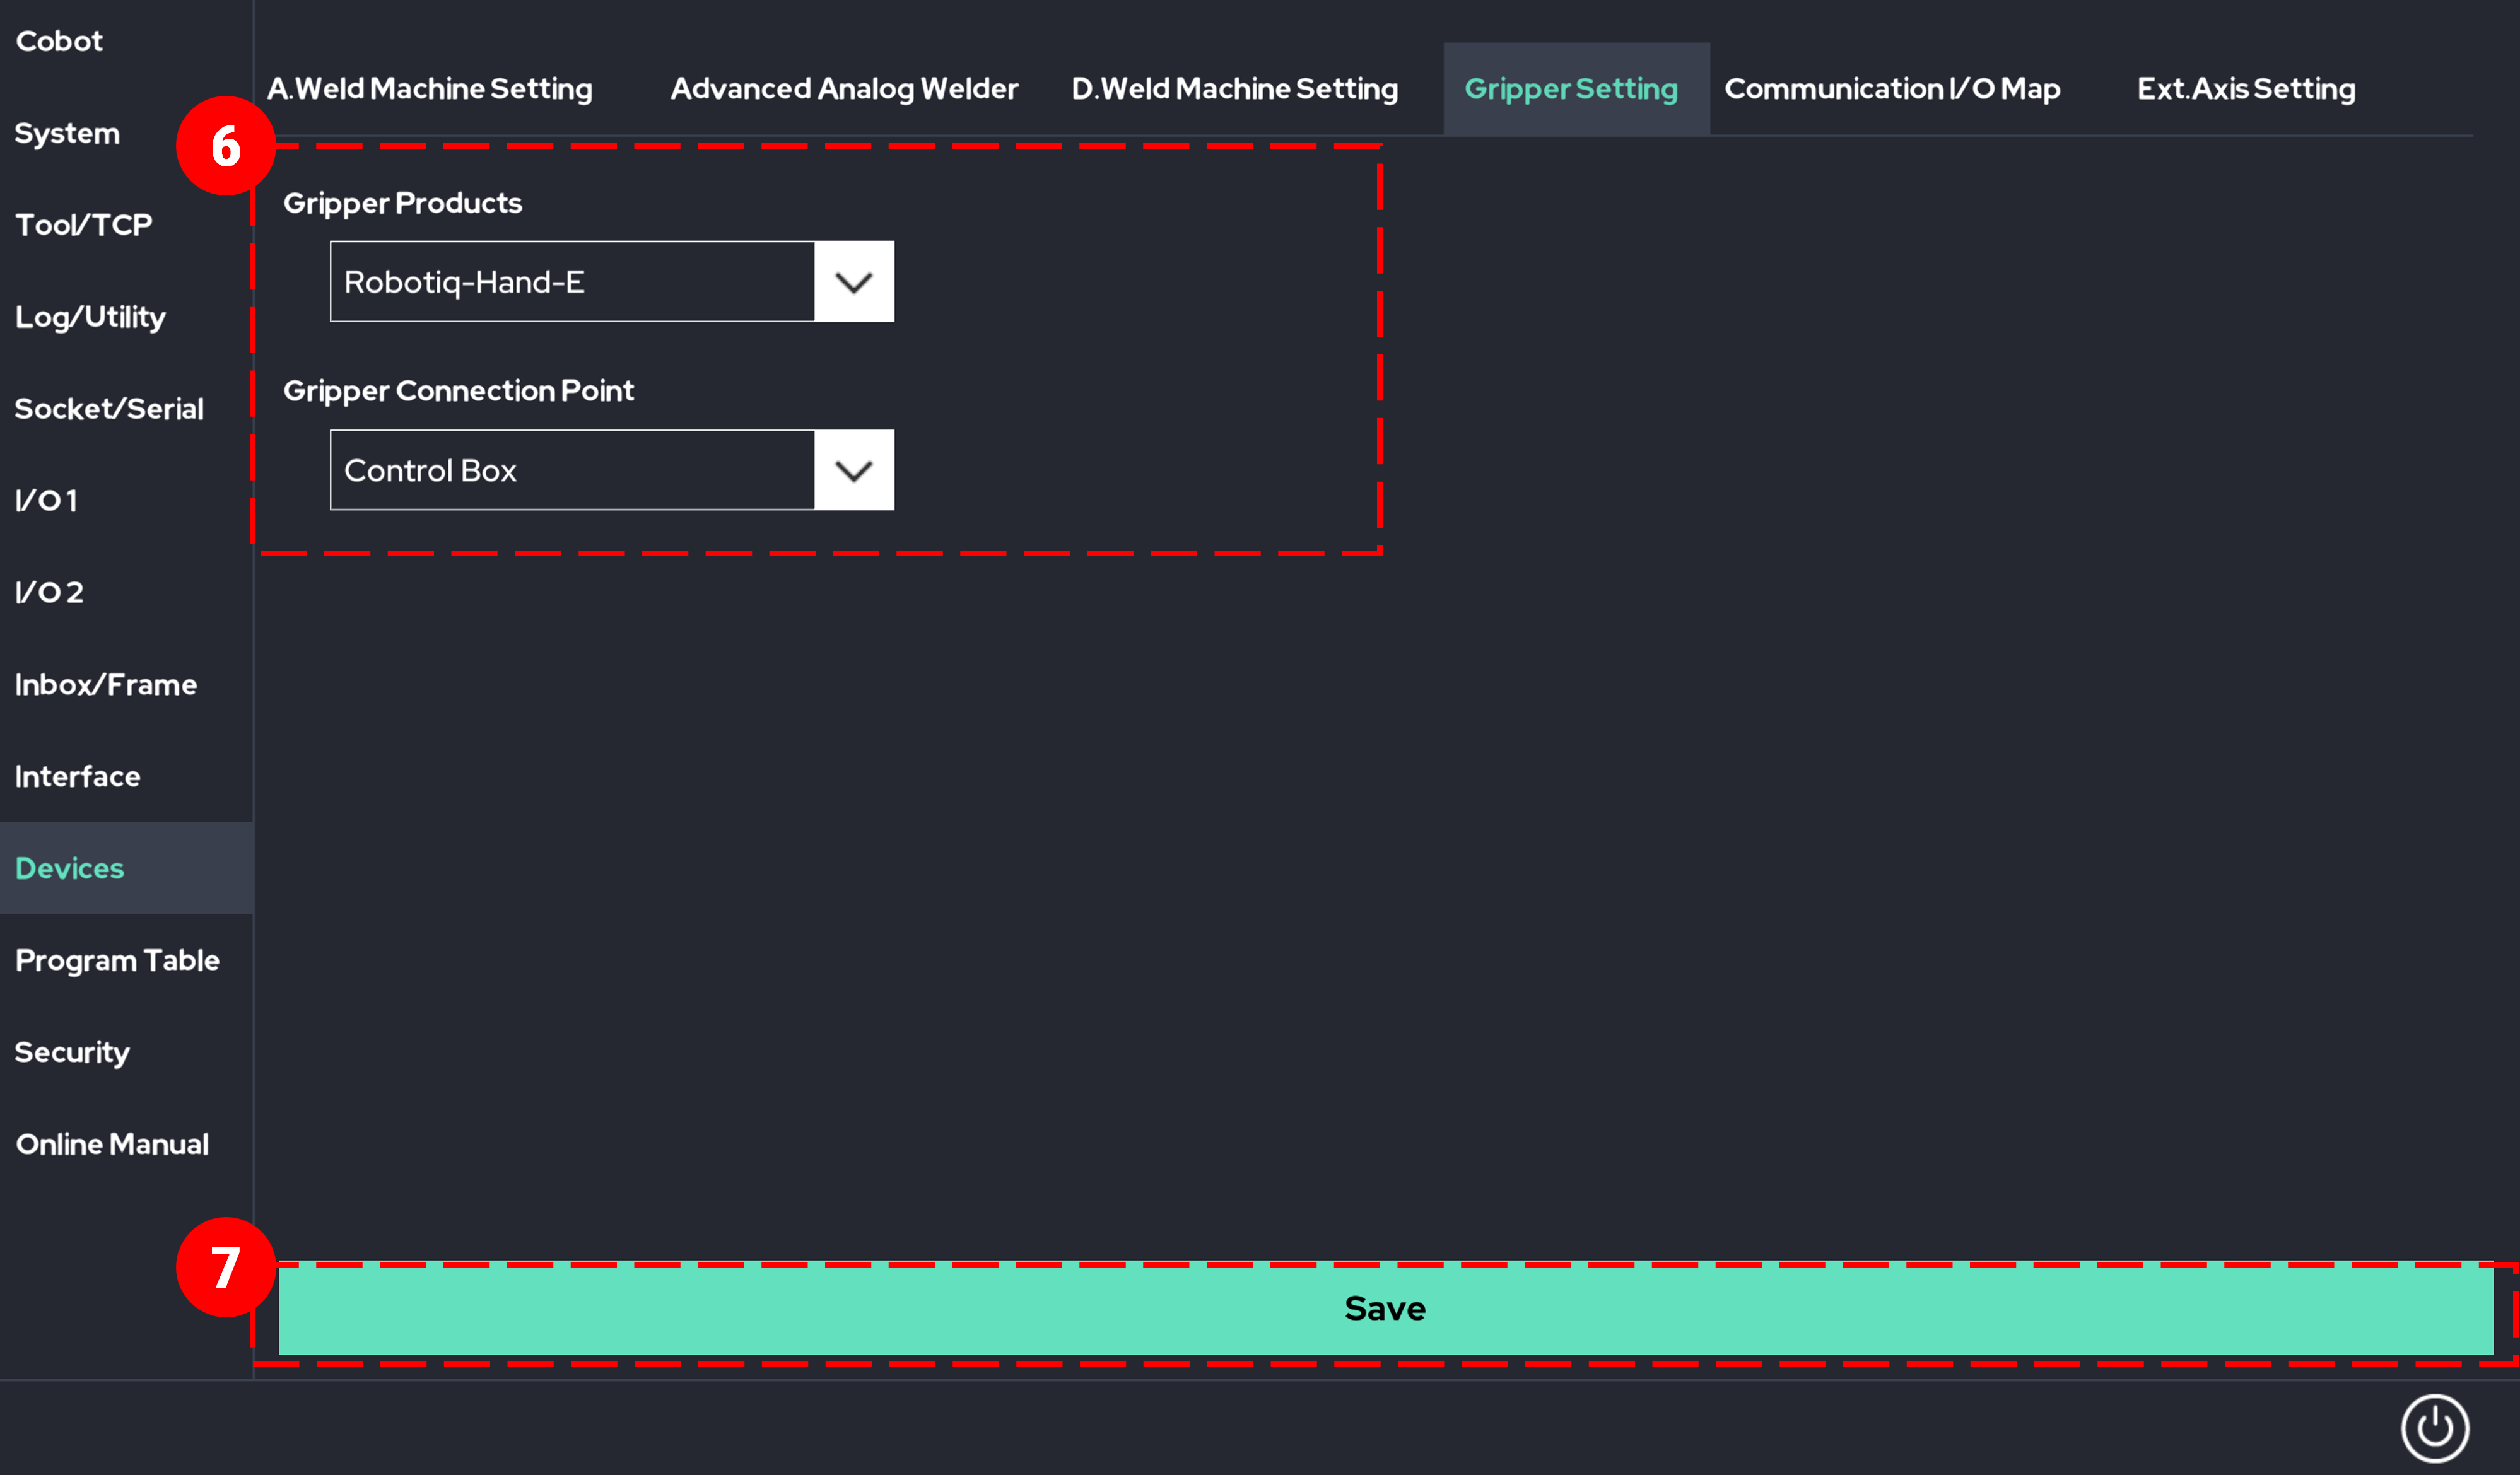 Cobot
System
Tool/TCP
Log/Utility
Socket/Serial
I/O 1
I/O 2
Inbox/Frame
Interface
Devices
Program Table
Security
Online Manual
A.Weld Machine Setting
Advanced Analog Welder
D.Weld Machine Setting
Gripper Setting
Communication I/O Map
Ext.Axis Setting
6
Gripper Products
Robotiq-Hand-E
Gripper Connection Point
Control Box
7
Save